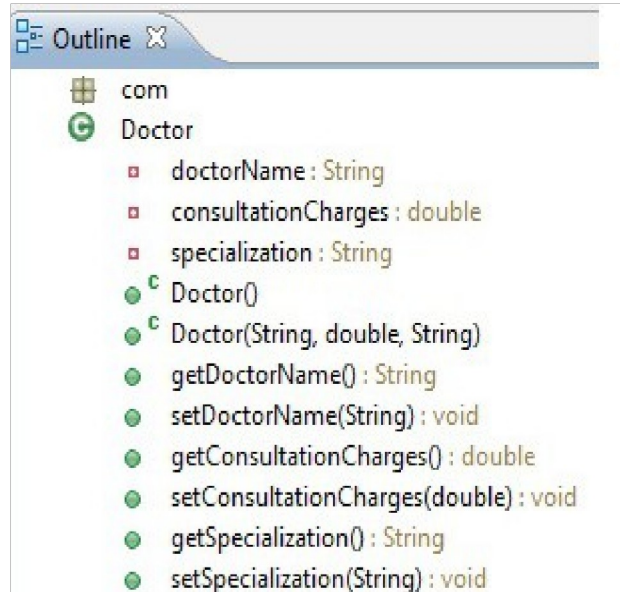 Outline
com
Doctor
doctorName : String
consultationCharges : double
specialization : String
C Doctor()
C Doctor(String, double, String)
getDoctorName() : String
setDoctorName(String) : void
getConsultationCharges() : double
setConsultationCharges(double) : void
getSpecialization() : String
setSpecialization(String) : void